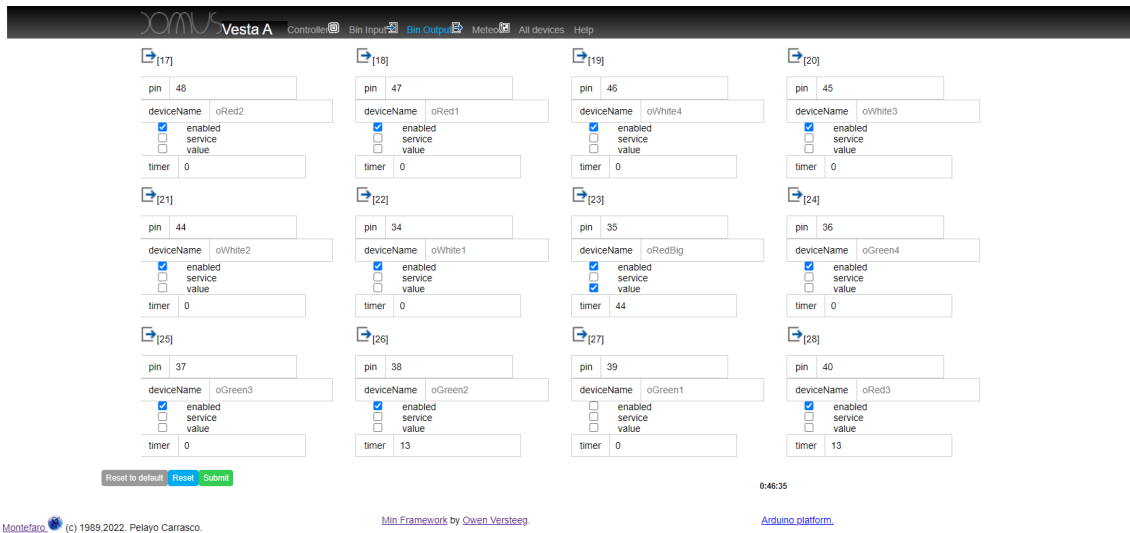 DOMUS Vesta A Controller Bin Input Bin Output Meteo All devices Help
[17] [18] [19] [20]
pin 48 pin 47 pin 46 pin 45
deviceName oRed2 deviceName oRed1 deviceName oWhite4 deviceName oWhite3
enabled enabled enabled enabled
service service service service
value value value value
timer 0 timer 0 timer 0 timer 0
[21] [22] [23] [24]
pin 44 pin 34 pin 35 pin 36
deviceName oWhite2 deviceName oWhite1 deviceName oRedBig deviceName oGreen4
enabled enabled enabled enabled
service service service service
value value value value
timer 0 timer 0 timer 44 timer 0
[25] [26] [27] [28]
pin 37 pin 38 pin 39 pin 40
deviceName oGreen3 deviceName oGreen2 deviceName oGreen1 deviceName oRed3
enabled enabled enabled enabled
service service service service
value value value value
timer 0 timer 13 timer 0 timer 13
Reset to default Reset Submit 0:46:35
Montefaro (c) 1989,2022. Pelayo Carrasco. Min Framework by Owen Versteeg. Arduino platform.